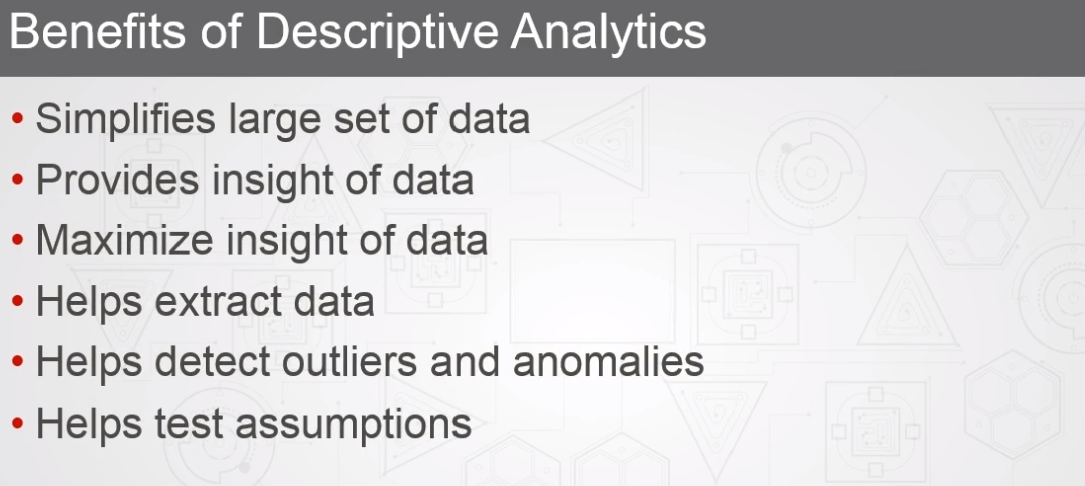 Benefits of Descriptive Analytics
• Simplifies large set of data
• Provides insight of data
• Maximize insight of data
• Helps extract data
• Helps detect outliers and anomalies
• Helps test assumptions